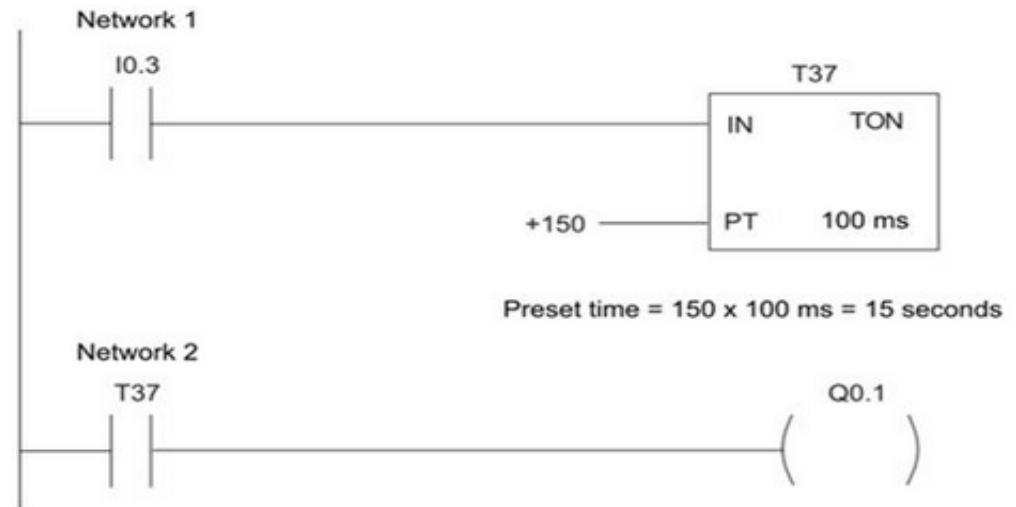 Network 1
I0.3
T37
IN TON
+150 PT 100 ms
Preset time = 150 x 100 ms = 15 seconds
Network 2
T37
Q0.1